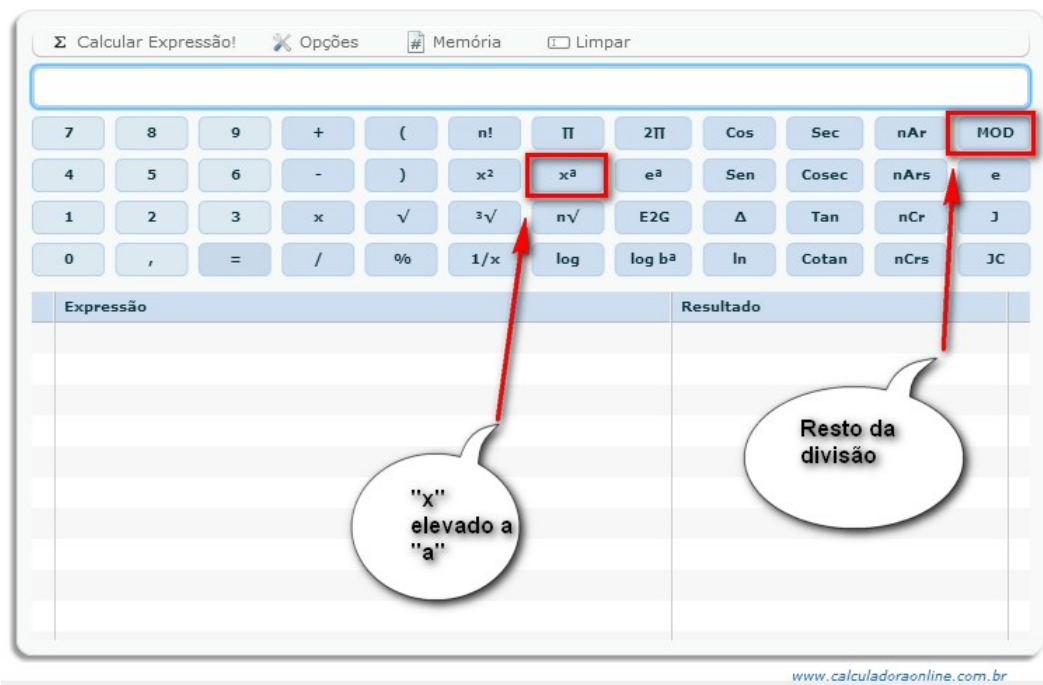 Σ Calcular Expressão! Opções # Memória Limpar
7 8 9 + ( n! π 2π Cos Sec nAr MOD
4 5 6 - ) x² xª eª Sen Cosec nArs e
1 2 3 x √ ³√ n√ E2G Δ Tan nCr J
0 , = / % 1/x log log bª ln Cotan nCrs JC
Expressão Resultado
Resto da
divisão
"x"
elevado a
"a"
www.calculadoraonline.com.br